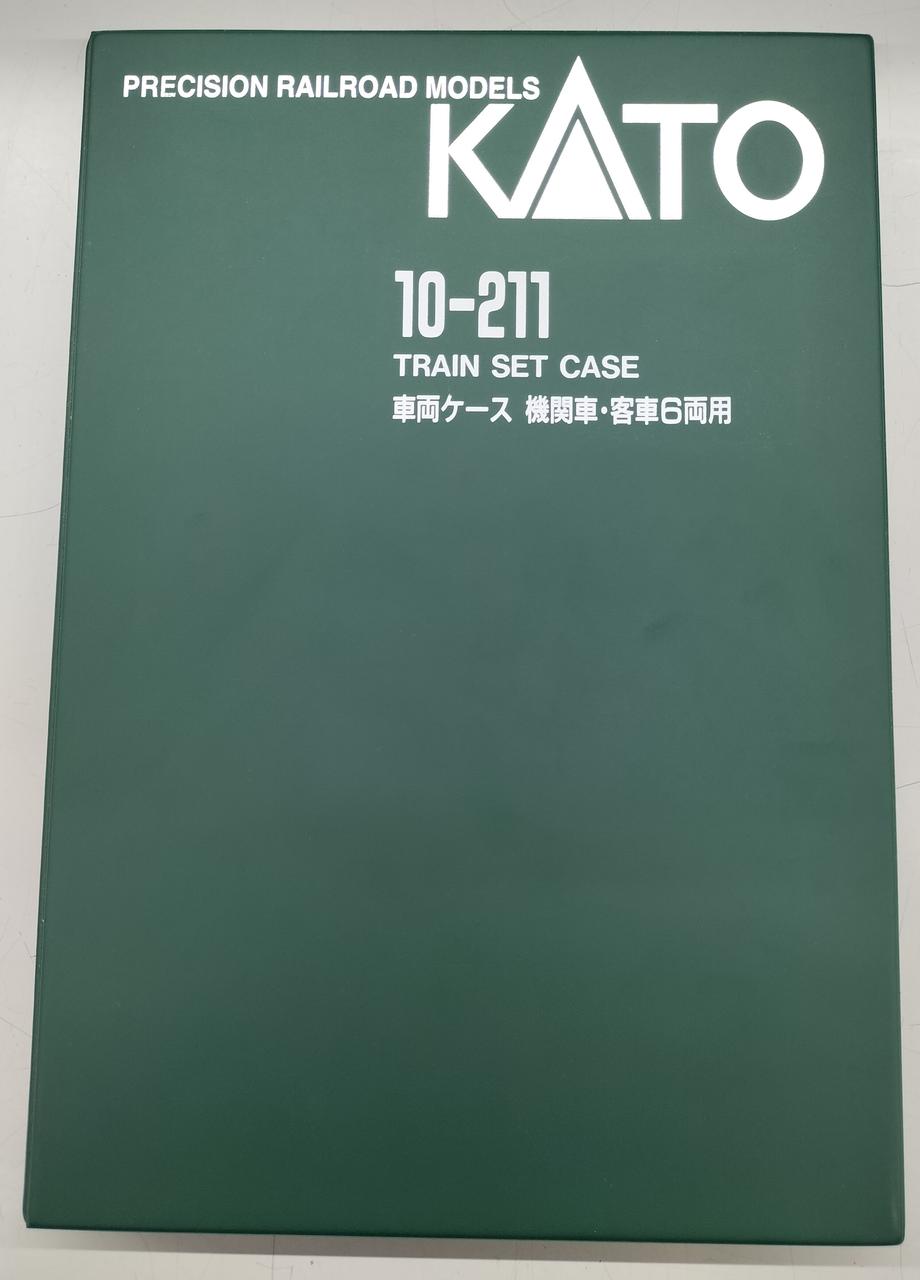 PRECISION RAILROAD MODELS
KATO
10-211
TRAIN SET CASE
車両ケース 機関車・客車6両用